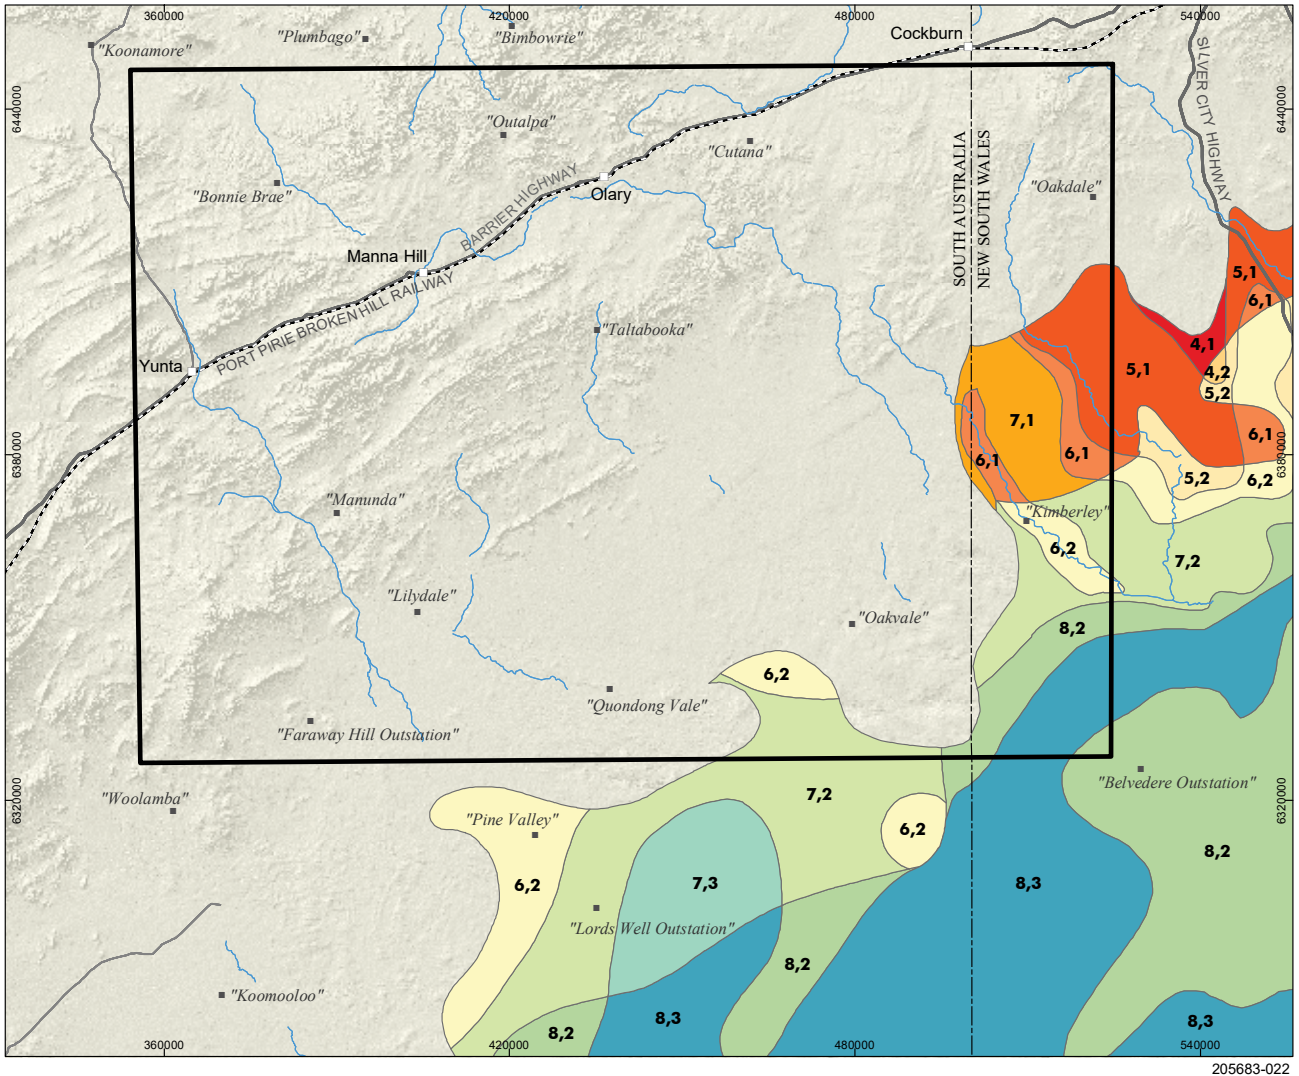 360000
420000
480000
540000
"Koonamore"
"Plumbago"
"Bimbowrie"
Cockburn
SILVER CITY HIGHWAY
6440000
6440000
"Outalpa"
"Cutana"
SOUTH AUSTRALIA
NEW SOUTH WALES
"Oakdale"
"Bonnie Brae"
BARRIER HIGHWAY
Olary
Manna Hill
PORT PIRIE BROKEN HILL RAILWAY
5,1
6,1
"Taltabooka"
4,1
Yunta
5,1
4,2
5,2
7,1
6,1
6,1
6,1
6380000
6380000
5,2
6,2
"Manunda"
"Kimberley"
6,2
7,2
"Lilydale"
"Oakvale"
8,2
6,2
"Quondong Vale"
"Faraway Hill Outstation"
"Belvedere Outstation"
"Woolamba"
6320000
6320000
7,2
"Pine Valley"
6,2
8,2
6,2
7,3
8,3
"Lords Well Outstation"
8,2
"Koomooloo"
8,3
8,3
8,2
360000
420000
480000
540000
205683-022